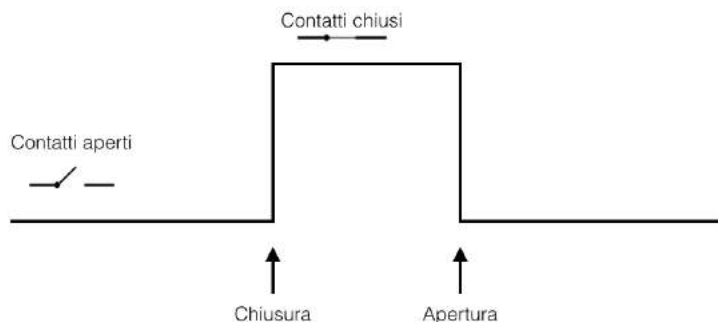 Contatti chiusi
Contatti aperti
Chiusura
Apertura